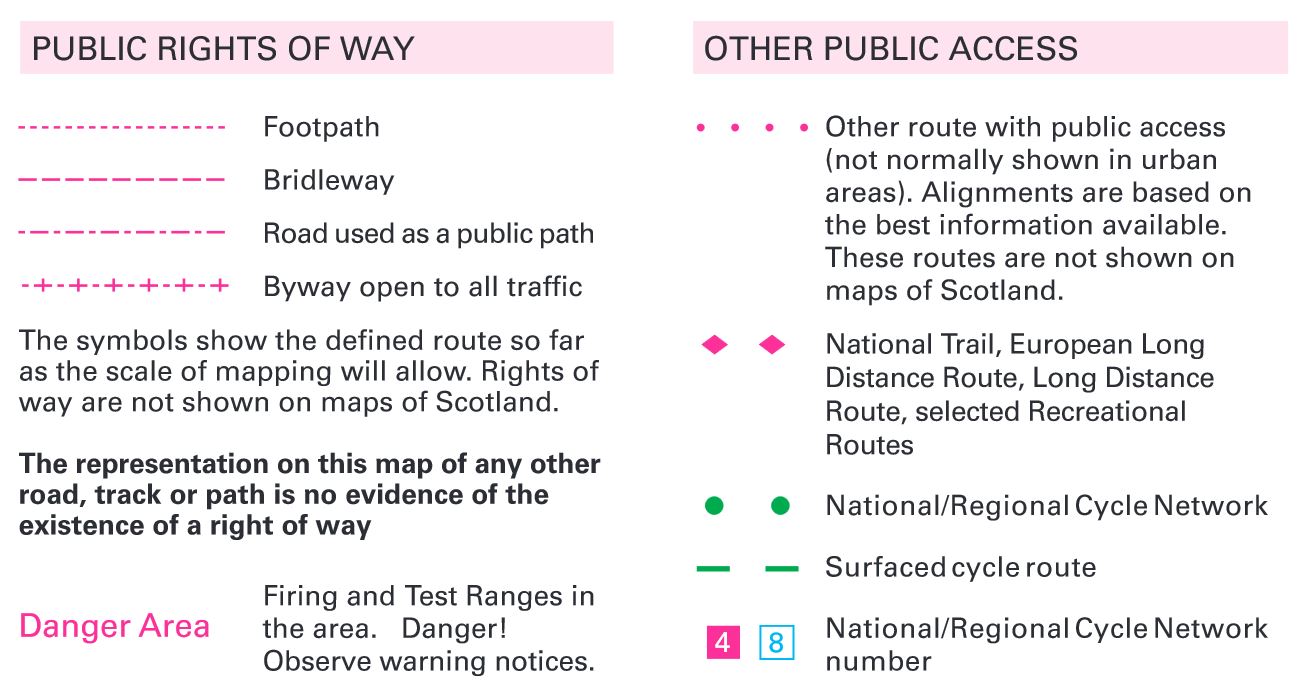 PUBLIC RIGHTS OF WAY
Footpath
Bridleway
Road used as a public path
Byway open to all traffic
The symbols show the defined route so far
as the scale of mapping will allow. Rights of
way are not shown on maps of Scotland.
The representation on this map of any other
road, track or path is no evidence of the
existence of a right of way
Danger Area
Firing and Test Ranges in
the area. Danger!
Observe warning notices.
OTHER PUBLIC ACCESS
Other route with public access
(not normally shown in urban
areas). Alignments are based on
the best information available.
These routes are not shown on
maps of Scotland.
National Trail, European Long
Distance Route, Long Distance
Route, selected Recreational
Routes
National/Regional Cycle Network
Surfaced cycle route
4 8
National/Regional Cycle Network
number